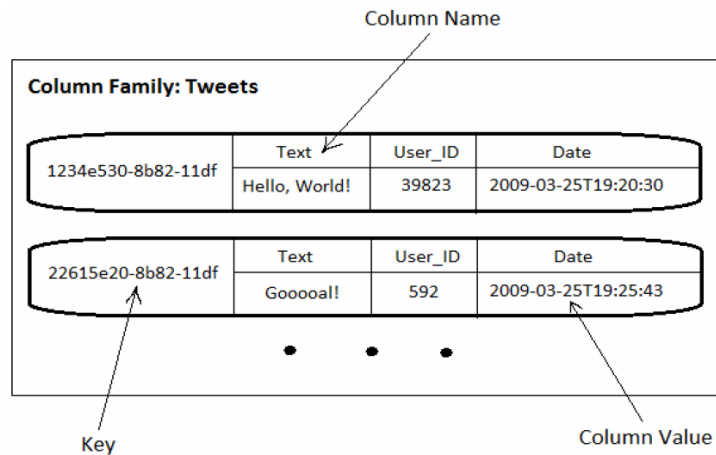 Column Name
Column Family: Tweets
1234e530-8b82-11df
Text User_ID Date
Hello, World! 39823 2009-03-25T19:20:30
22615e20-8b82-11df
Text User_ID Date
Gooooal! 592 2009-03-25T19:25:43
Key
Column Value